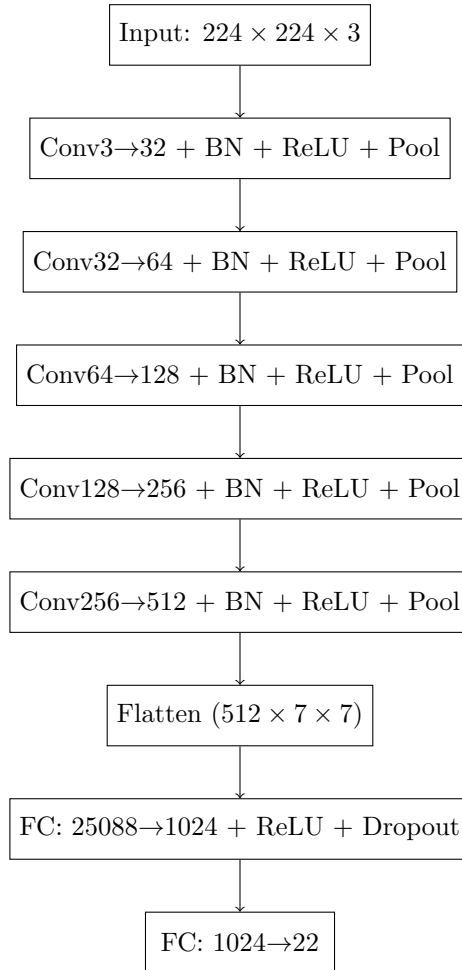 Input: 224 × 224 × 3
Conv3→32 + BN + ReLU + Pool
Conv32→64 + BN + ReLU + Pool
Conv64→128 + BN + ReLU + Pool
Conv128→256 + BN + ReLU + Pool
Conv256→512 + BN + ReLU + Pool
Flatten (512 × 7 × 7)
FC: 25088→1024 + ReLU + Dropout
FC: 1024→22